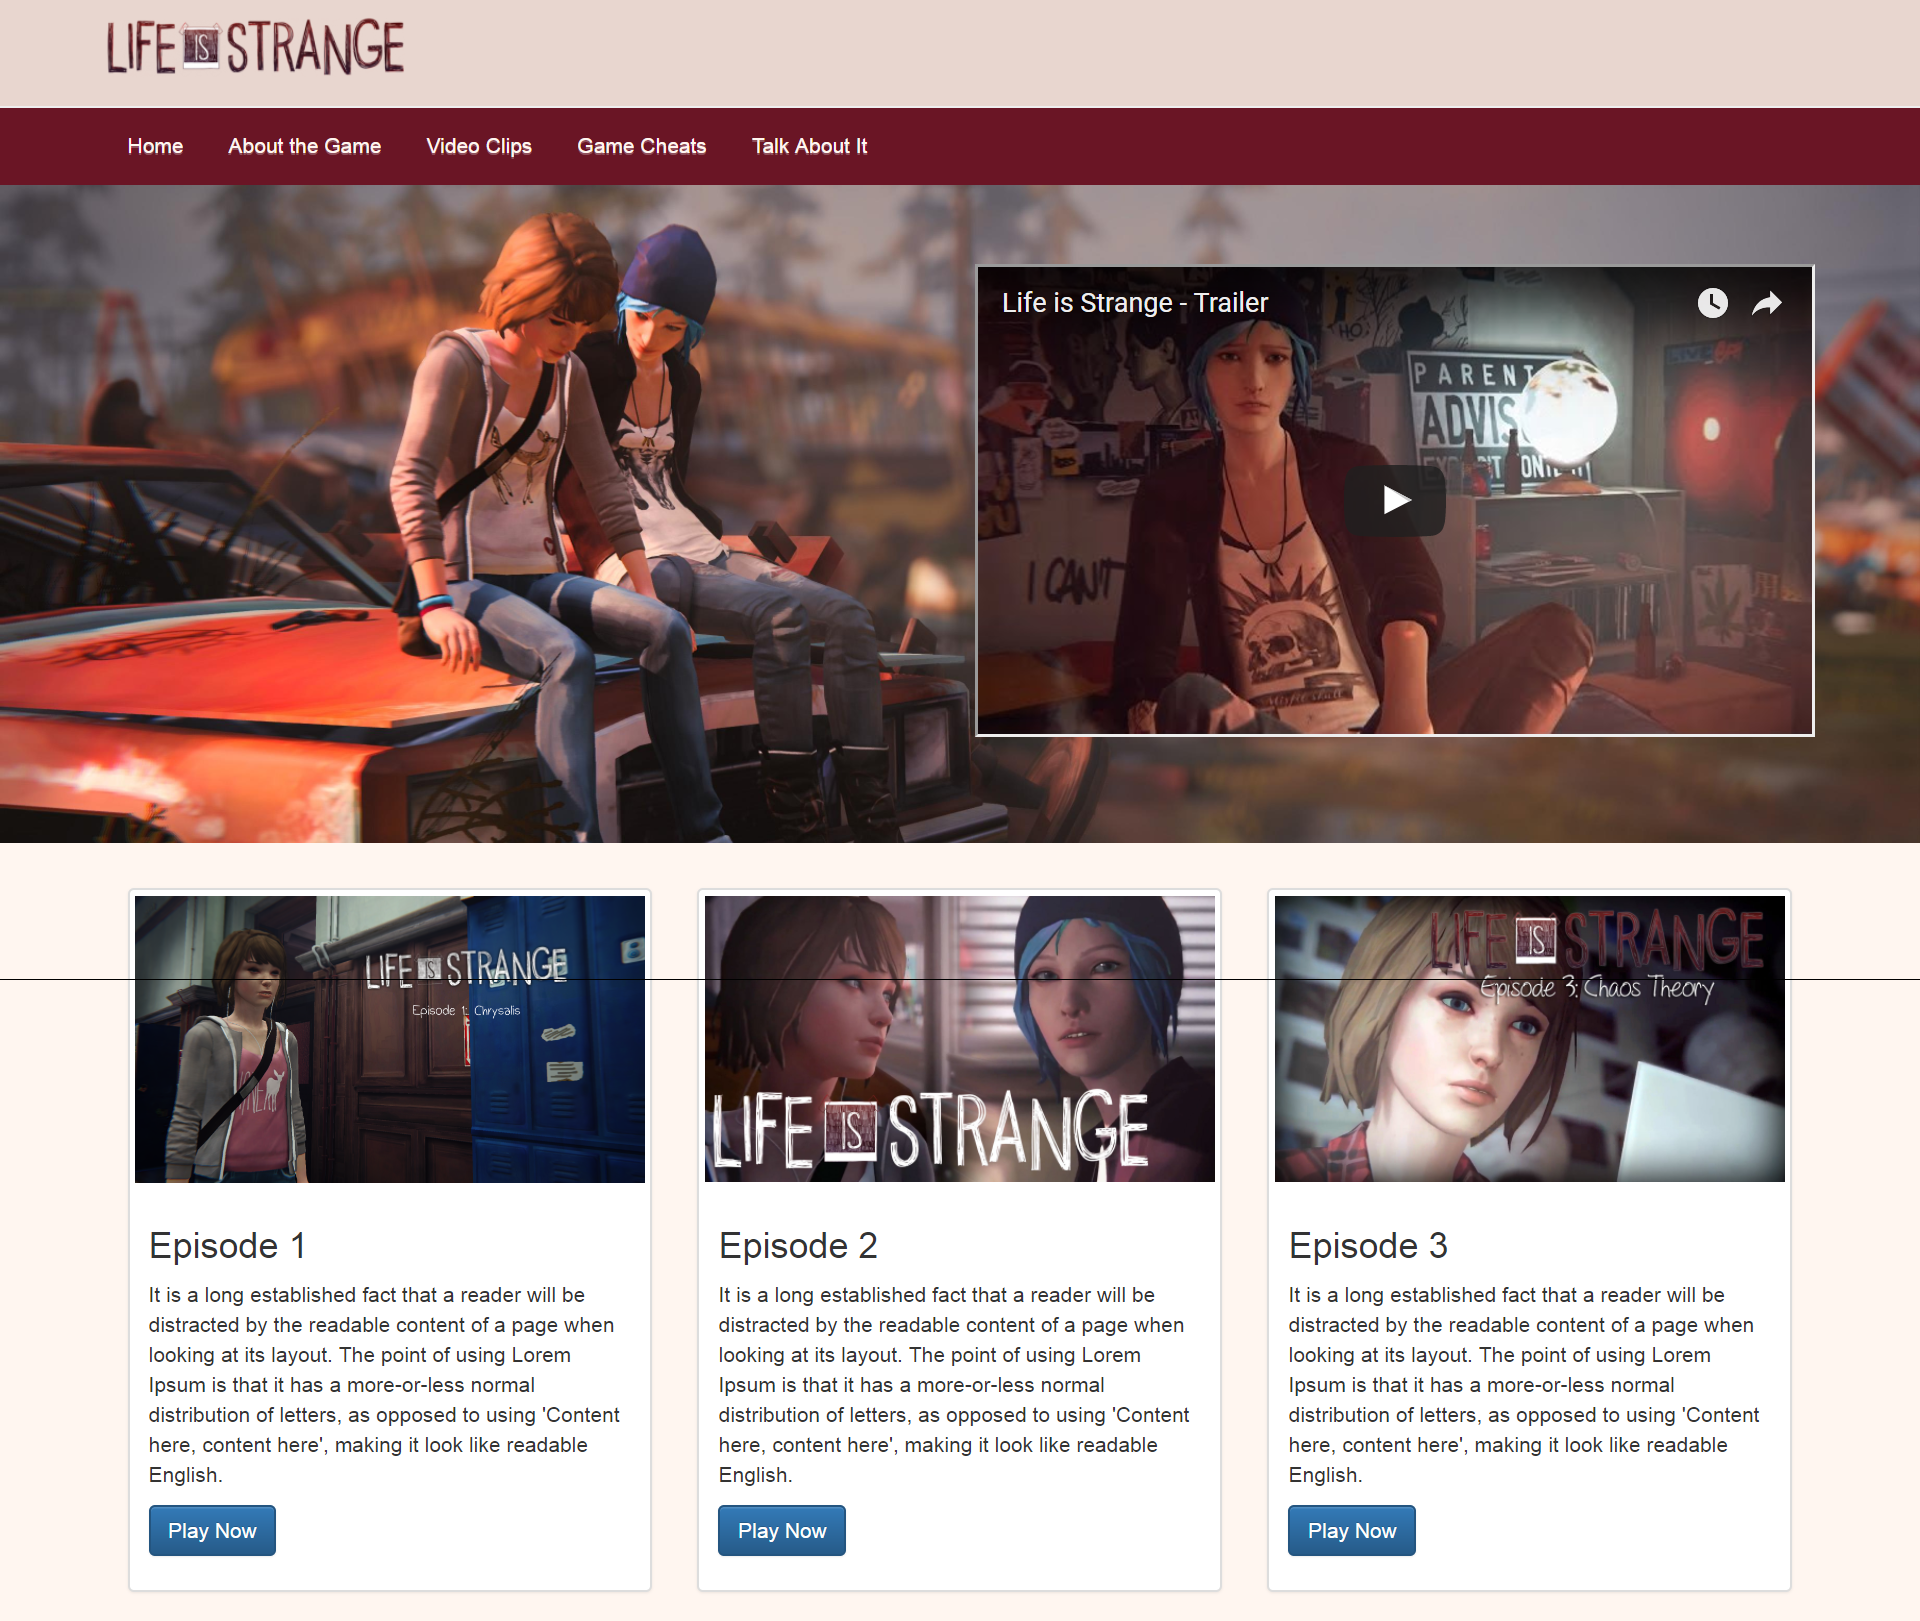 LIFE IS STRANGE
Home About the Game Video Clips Game Cheats Talk About It
Life is Strange - Trailer
HO
PARENT
ADVIS
I CAN'T
Misfit skull
LIFE IS STRANGE
Episode 1: Chrysalis
LIFE IS STRANGE
LIFE IS STRANGE
Episode 3: Chaos Theory
Episode 1
It is a long established fact that a reader will be
distracted by the readable content of a page when
looking at its layout. The point of using Lorem
Ipsum is that it has a more-or-less normal
distribution of letters, as opposed to using 'Content
here, content here', making it look like readable
English.
Play Now
Episode 2
It is a long established fact that a reader will be
distracted by the readable content of a page when
looking at its layout. The point of using Lorem
Ipsum is that it has a more-or-less normal
distribution of letters, as opposed to using 'Content
here, content here', making it look like readable
English.
Play Now
Episode 3
It is a long established fact that a reader will be
distracted by the readable content of a page when
looking at its layout. The point of using Lorem
Ipsum is that it has a more-or-less normal
distribution of letters, as opposed to using 'Content
here, content here', making it look like readable
English.
Play Now